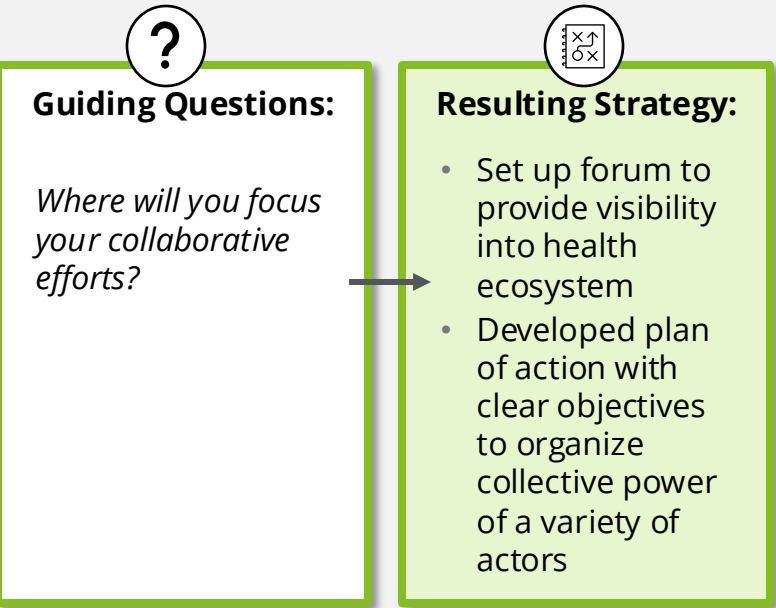 ?
Guiding Questions:
Where will you focus
your collaborative
efforts?
Resulting Strategy:
• Set up forum to
provide visibility
into health
ecosystem
• Developed plan
of action with
clear objectives
to organize
collective power
of a variety of
actors